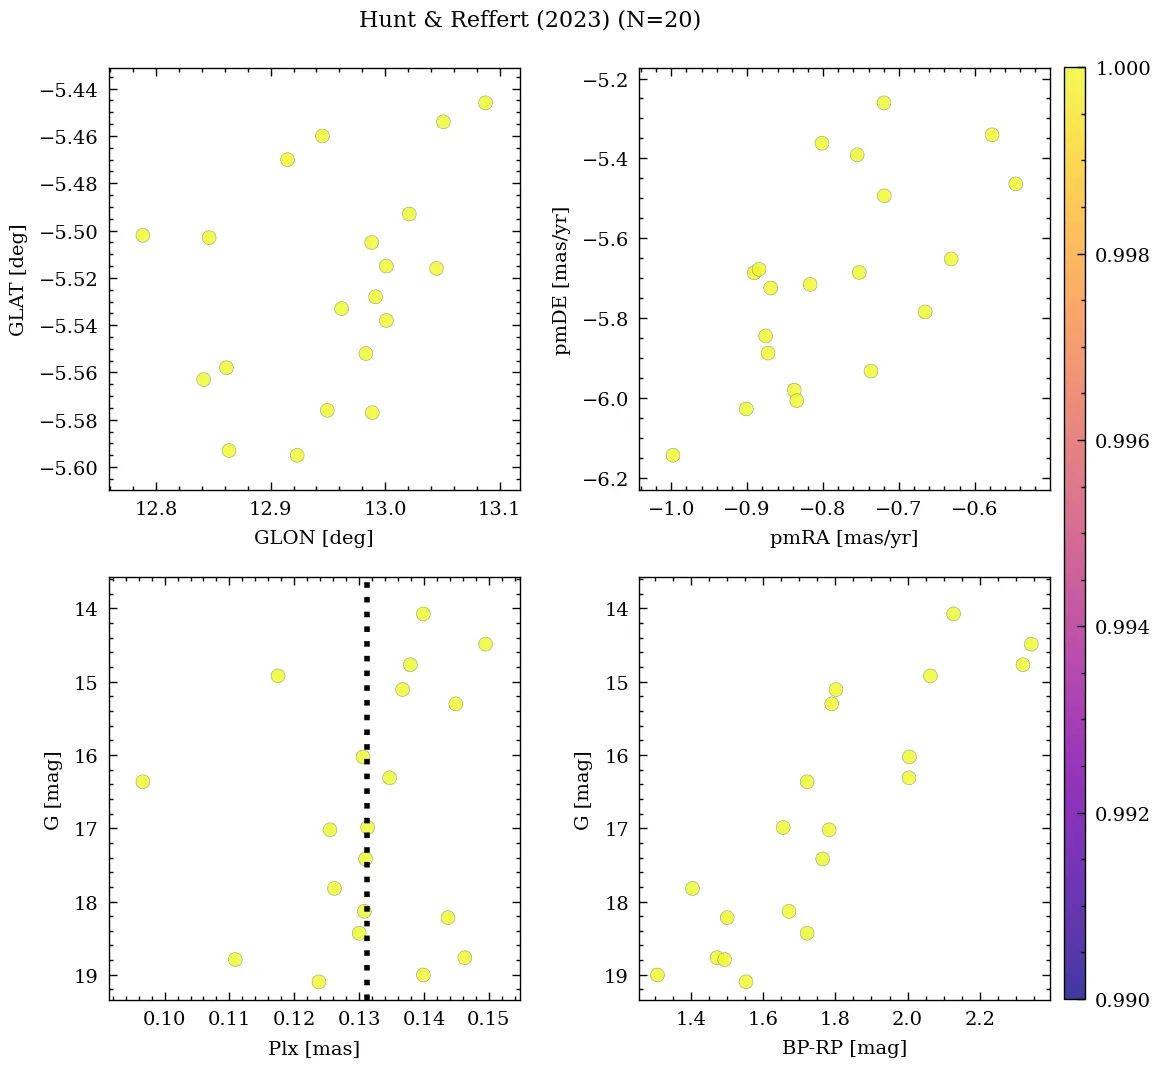 Hunt & Reffert (2023) (N=20)
−5.44
−5.46
−5.48
−5.50
−5.52
−5.54
−5.56
−5.58
−5.60
GLAT [deg]
12.8 12.9 13.0 13.1
GLON [deg]
−5.2
−5.4
−5.6
−5.8
−6.0
−6.2
pmDE [mas/yr]
−1.0 −0.9 −0.8 −0.7 −0.6
pmRA [mas/yr]
14
15
16
17
18
19
G [mag]
0.10 0.11 0.12 0.13 0.14 0.15
Plx [mas]
14
15
16
17
18
19
G [mag]
1.4 1.6 1.8 2.0 2.2
BP-RP [mag]
1.000
0.998
0.996
0.994
0.992
0.990